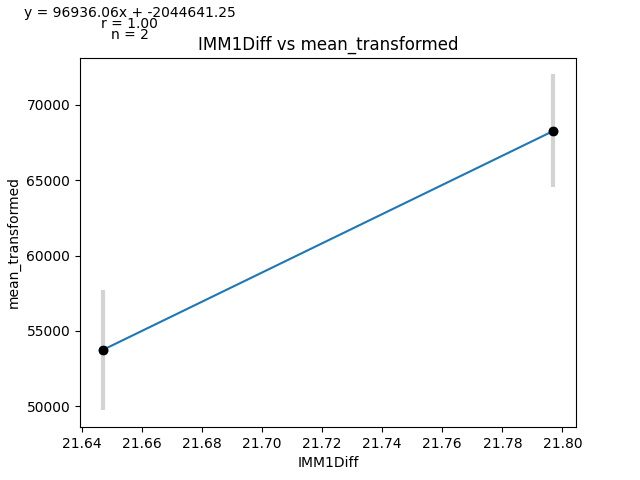 y = 96936.06x + -2044641.25
r = 1.00
n = 2
IMM1Diff vs mean_transformed
70000
65000
60000
55000
50000
mean_transformed
21.64 21.66 21.68 21.70 21.72 21.74 21.76 21.78 21.80
IMM1Diff